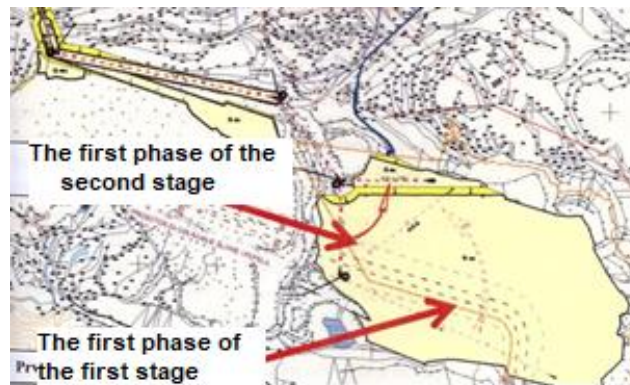 The first phase of the
second stage
The first phase of
the first stage